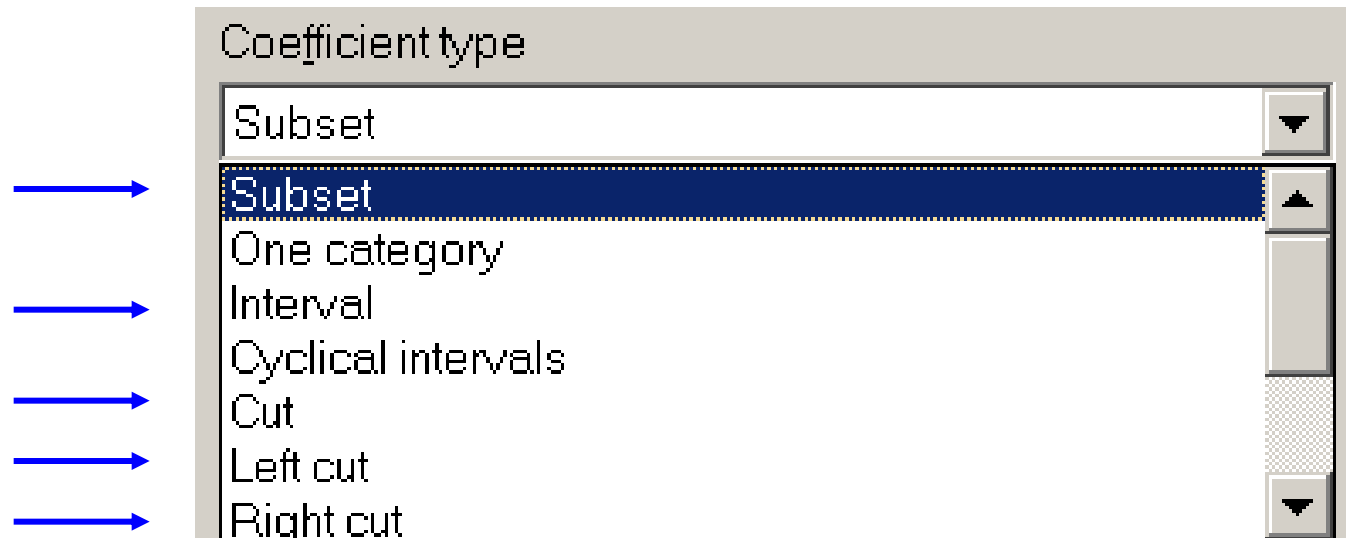 Coefficient type
Subset
Subset
One category
Interval
Cyclical intervals
Cut
Left cut
Right cut